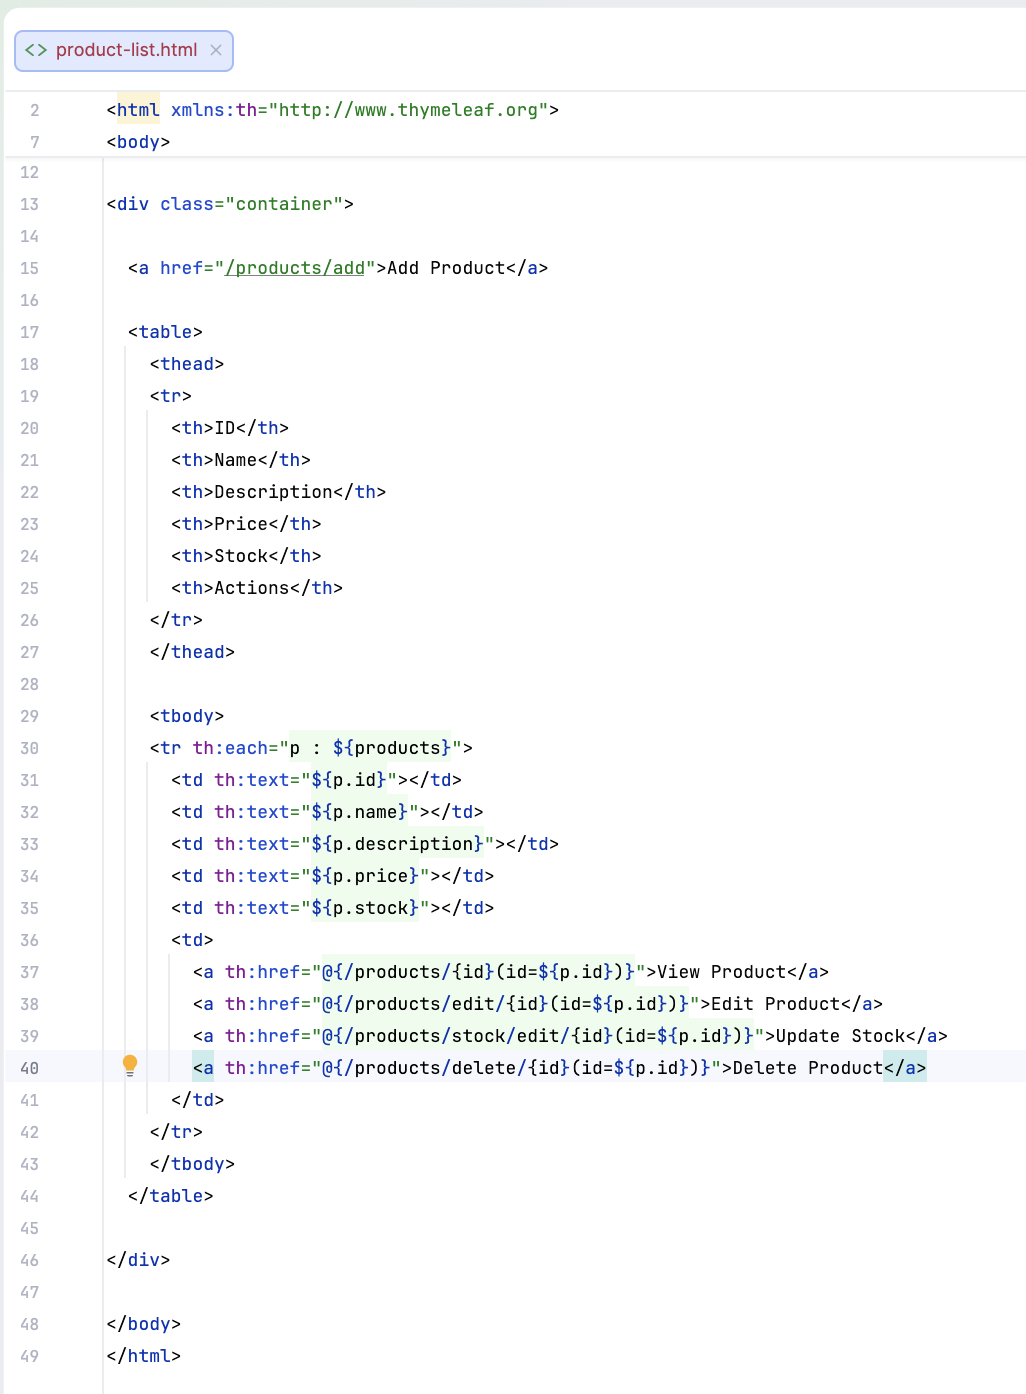 <> product-list.html ×
2 <html xmlns:th="http://www.thymeleaf.org">
7 <body>
12
13 <div class="container">
14
15   <a href="/products/add">Add Product</a>
16
17   <table>
18     <thead>
19     <tr>
20       <th>ID</th>
21       <th>Name</th>
22       <th>Description</th>
23       <th>Price</th>
24       <th>Stock</th>
25       <th>Actions</th>
26     </tr>
27     </thead>
28
29     <tbody>
30     <tr th:each="p : ${products}">
31       <td th:text="${p.id}"></td>
32       <td th:text="${p.name}"></td>
33       <td th:text="${p.description}"></td>
34       <td th:text="${p.price}"></td>
35       <td th:text="${p.stock}"></td>
36       <td>
37         <a th:href="@{/products/{id}(id=${p.id})}">View Product</a>
38         <a th:href="@{/products/edit/{id}(id=${p.id})}">Edit Product</a>
39         <a th:href="@{/products/stock/edit/{id}(id=${p.id})}">Update Stock</a>
40         <a th:href="@{/products/delete/{id}(id=${p.id})}">Delete Product</a>
41       </td>
42     </tr>
43     </tbody>
44   </table>
45
46 </div>
47
48 </body>
49 </html>